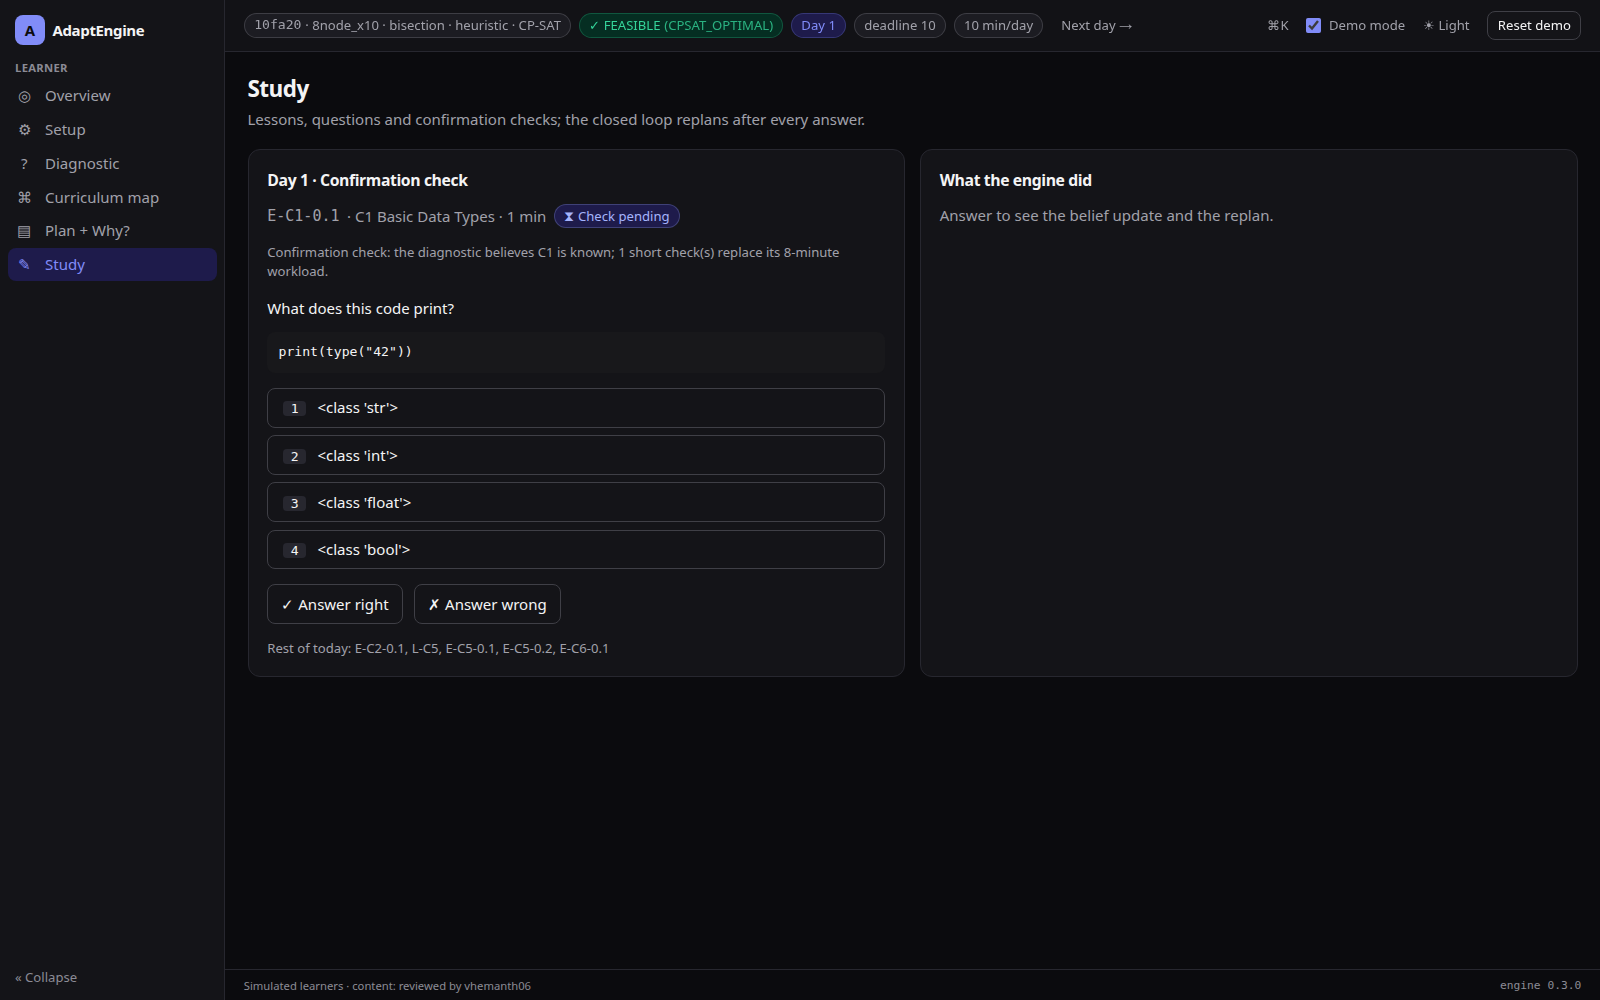 A AdaptEngine
LEARNER
◎ Overview
⚙ Setup
? Diagnostic
⌘ Curriculum map
▤ Plan + Why?
✎ Study
« Collapse
10fa20 · 8node_x10 · bisection · heuristic · CP-SAT
✓ FEASIBLE (CPSAT_OPTIMAL)
Day 1
deadline 10
10 min/day
Next day →
⌘K
Demo mode
☀ Light
Reset demo
Study
Lessons, questions and confirmation checks; the closed loop replans after every answer.
Day 1 · Confirmation check
E-C1-0.1 · C1 Basic Data Types · 1 min ⧗ Check pending
Confirmation check: the diagnostic believes C1 is known; 1 short check(s) replace its 8-minute
workload.
What does this code print?
print(type("42"))
1 <class 'str'>
2 <class 'int'>
3 <class 'float'>
4 <class 'bool'>
✓ Answer right
✗ Answer wrong
Rest of today: E-C2-0.1, L-C5, E-C5-0.1, E-C5-0.2, E-C6-0.1
What the engine did
Answer to see the belief update and the replan.
Simulated learners · content: reviewed by vhemanth06
engine 0.3.0